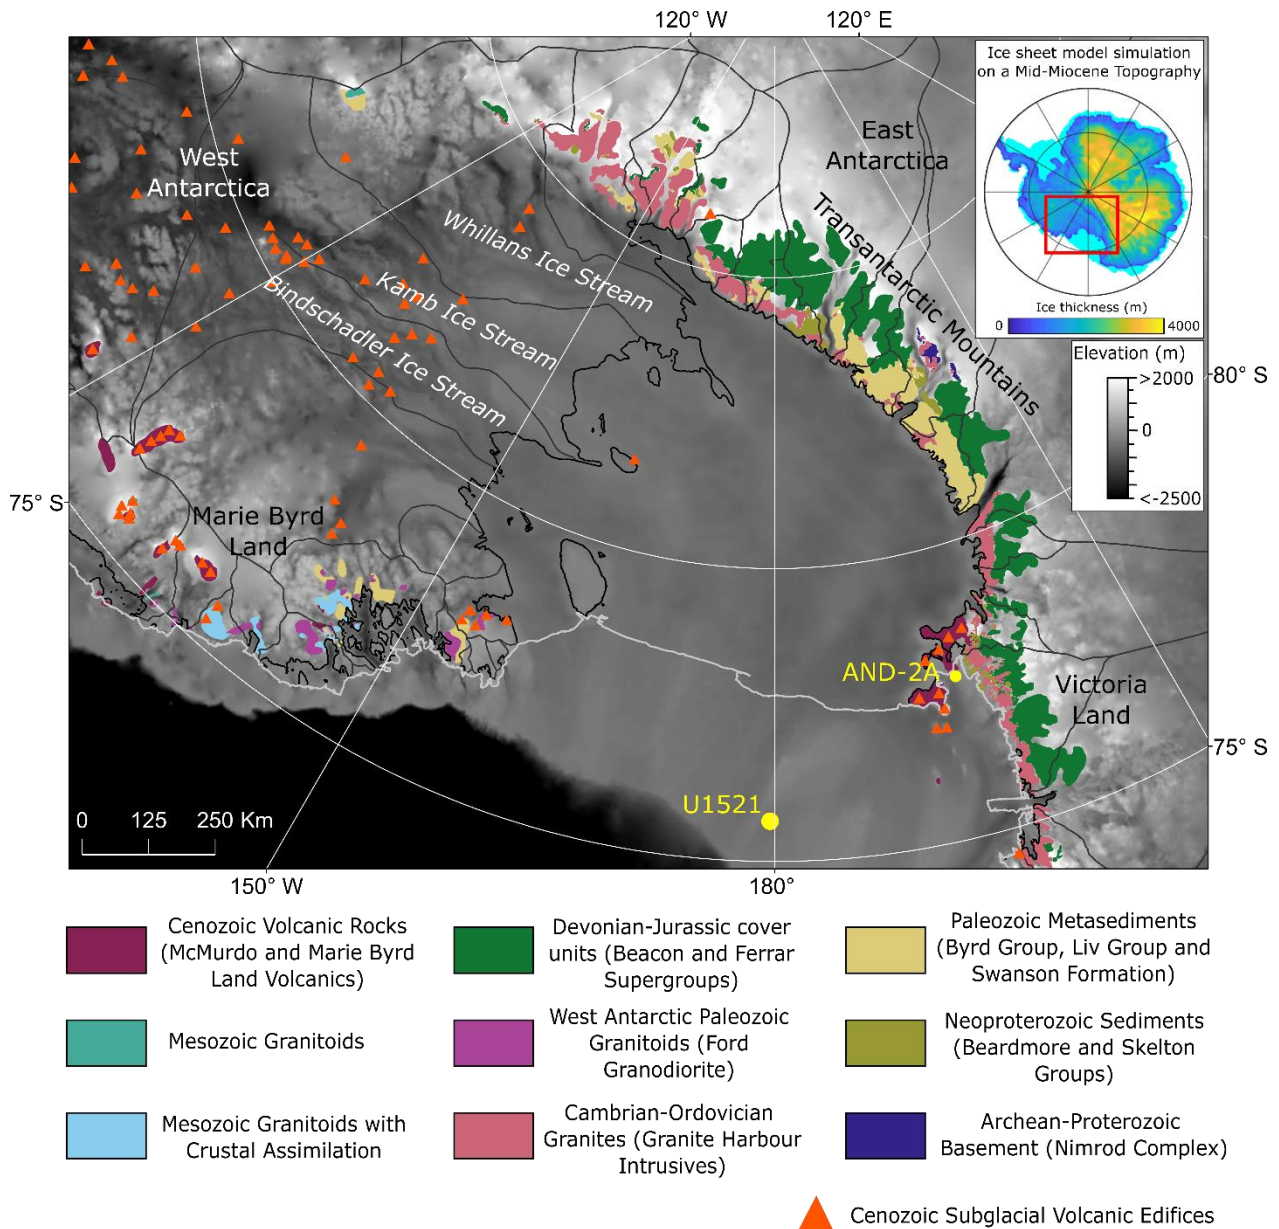 120° W
120° E
Ice sheet model simulation
on a Mid-Miocene Topography
Ice thickness (m)
0
4000
Elevation (m)
>2000
0
<-2500
East
Antarctica
West
Antarctica
Transantarctic Mountains
Whillans Ice Stream
Kamb Ice Stream
Bindschadler Ice Stream
80° S
75° S
Marie Byrd
Land
AND-2A
Victoria
Land
75° S
U1521
0 125 250 Km
150° W
180°
Cenozoic Volcanic Rocks
(McMurdo and Marie Byrd
Land Volcanics)
Devonian-Jurassic cover
units (Beacon and Ferrar
Supergroups)
Paleozoic Metasediments
(Byrd Group, Liv Group and
Swanson Formation)
Mesozoic Granitoids
West Antarctic Paleozoic
Granitoids (Ford
Granodiorite)
Neoproterozoic Sediments
(Beardmore and Skelton
Groups)
Mesozoic Granitoids with
Crustal Assimilation
Cambrian-Ordovician
Granites (Granite Harbour
Intrusives)
Archean-Proterozoic
Basement (Nimrod Complex)
Cenozoic Subglacial Volcanic Edifices